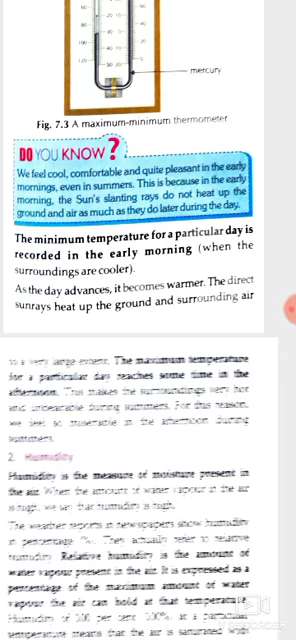 mercury
Fig. 7.3 A maximum-minimum thermometer
DO YOU KNOW ?
We feel cool, comfortable and quite pleasant in the early
mornings, even in summers. This is because in the early
morning, the Sun's slanting rays do not heat up the
ground and air as much as they do later during the day.
The minimum temperature for a particular day is
recorded in the early morning (when the
surroundings are cooler).
As the day advances, it becomes warmer. The direct
sunrays heat up the ground and surrounding air
to a very large extent. The maximum temperature
for a particular day reaches some time in the
afternoon. This makes the surroundings very hot
and unbearable during summers. For this reason,
we feel so miserable in the afternoon during
summers.
2. Humidity
Humidity is the measure of moisture present in
the air. When the amount of water vapour in the air
is high, we say that humidity is high.
The weather reports in newspapers show humidity
in percentage %. They actually refer to relative
humidity. Relative humidity is the amount of
water vapour present in the air. It is expressed as a
percentage of the maximum amount of water
vapour the air can hold at that temperature.
Humidity of 100 per cent 100% at a particular
temperature means that the air is saturated with
RECORDER